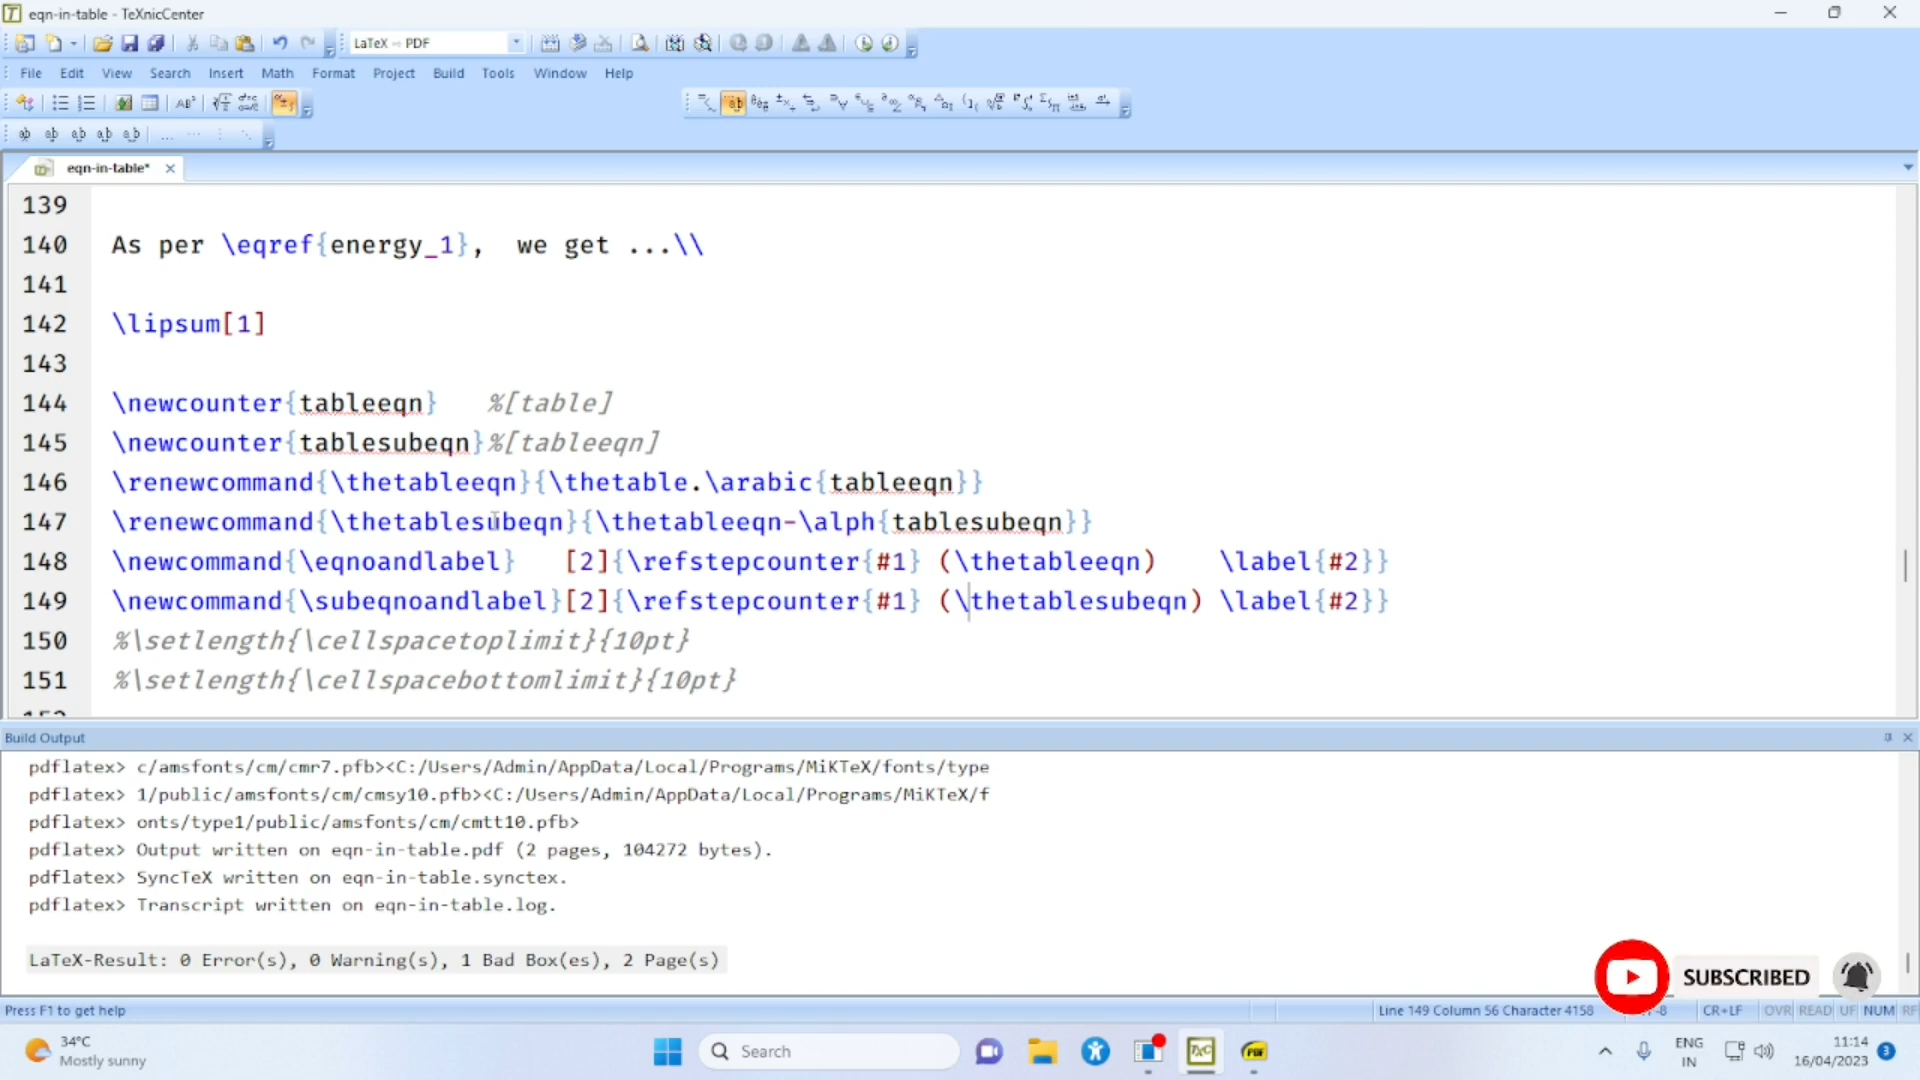 eqn-in-table - TeXnicCenter
LaTeX ⇨ PDF
File Edit View Search Insert Math Format Project Build Tools Window Help
eqn-in-table*
139
140 As per \eqref{energy_1},  we get ...\\
141
142 \lipsum[1]
143
144 \newcounter{tableeqn}   %[table]
145 \newcounter{tablesubeqn}%[tableeqn]
146 \renewcommand{\thetableeqn}{\thetable.\arabic{tableeqn}}
147 \renewcommand{\thetablesubeqn}{\thetableeqn-\alph{tablesubeqn}}
148 \newcommand{\eqnoandlabel}   [2]{\refstepcounter{#1} (\thetableeqn)    \label{#2}}
149 \newcommand{\subeqnoandlabel}[2]{\refstepcounter{#1} (\thetablesubeqn) \label{#2}}
150 %\setlength{\cellspacetoplimit}{10pt}
151 %\setlength{\cellspacebottomlimit}{10pt}
Build Output
pdflatex> c/amsfonts/cm/cmr7.pfb><C:/Users/Admin/AppData/Local/Programs/MiKTeX/fonts/type
pdflatex> 1/public/amsfonts/cm/cmsy10.pfb><C:/Users/Admin/AppData/Local/Programs/MiKTeX/f
pdflatex> onts/type1/public/amsfonts/cm/cmtt10.pfb>
pdflatex> Output written on eqn-in-table.pdf (2 pages, 104272 bytes).
pdflatex> SyncTeX written on eqn-in-table.synctex.
pdflatex> Transcript written on eqn-in-table.log.
LaTeX-Result: 0 Error(s), 0 Warning(s), 1 Bad Box(es), 2 Page(s)
SUBSCRIBED
Press F1 to get help
Line 149 Column 56 Character 4158
-8 CR+LF OVR READ UF NUM RF
34°C
Mostly sunny
Search
TXC
PDF
ENG
IN
11:14
16/04/2023
3